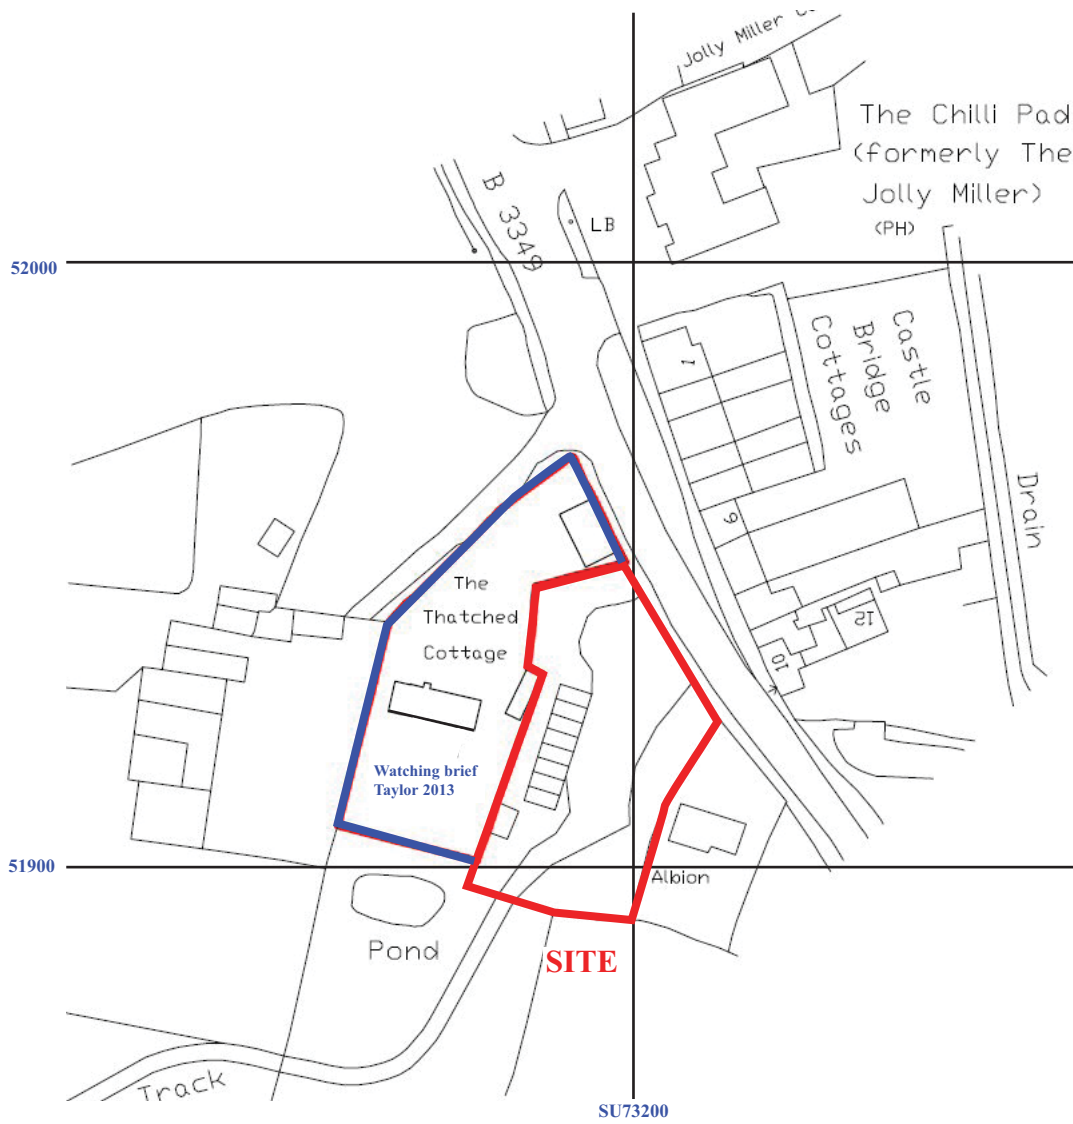 Jolly Miller
The Chilli Pad
(formerly The
Jolly Miller)
(PH)
B 3349
LB
52000
Castle
Bridge
Cottages
1
9
Drain
The
Thatched
Cottage
12
10
Watching brief
Taylor 2013
51900
Albion
Pond
SITE
Track
SU73200